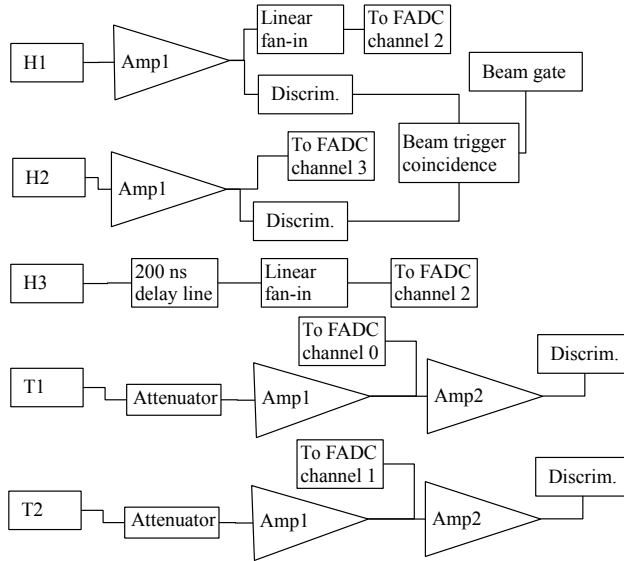 H1
Amp1
Linear
fan-in
To FADC
channel 2
Discrim.
Beam gate
Beam trigger
coincidence
H2
Amp1
To FADC
channel 3
Discrim.
H3
200 ns
delay line
Linear
fan-in
To FADC
channel 2
T1
Attenuator
Amp1
To FADC
channel 0
Amp2
Discrim.
T2
Attenuator
Amp1
To FADC
channel 1
Amp2
Discrim.